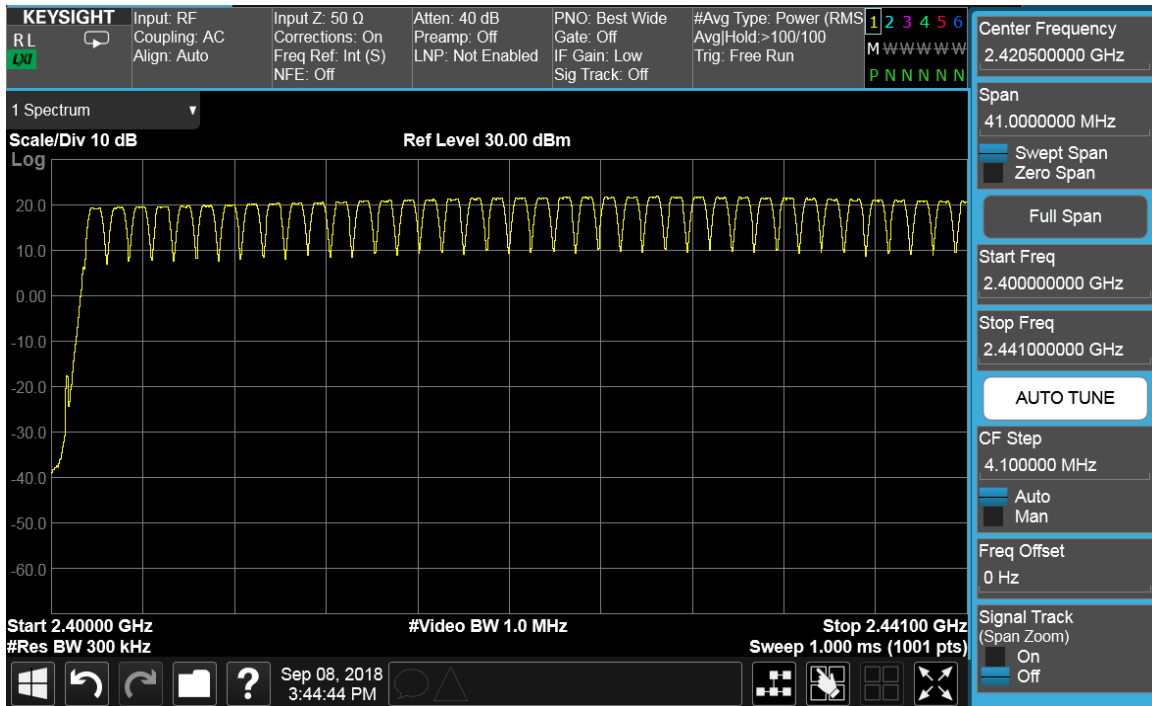 KEYSIGHT
RL
LXI
Input: RF
Coupling: AC
Align: Auto
Input Z: 50 Ω
Corrections: On
Freq Ref: Int (S)
NFE: Off
Atten: 40 dB
Preamp: Off
LNP: Not Enabled
PNO: Best Wide
Gate: Off
IF Gain: Low
Sig Track: Off
#Avg Type: Power (RMS
Avg|Hold:>100/100
Trig: Free Run
1 2 3 4 5 6
M W W W W W
P N N N N N
1 Spectrum
Scale/Div 10 dB
Ref Level 30.00 dBm
Log
20.0
10.0
0.00
-10.0
-20.0
-30.0
-40.0
-50.0
-60.0
Start 2.40000 GHz
#Video BW 1.0 MHz
Stop 2.44100 GHz
#Res BW 300 kHz
Sweep 1.000 ms (1001 pts)
?
Sep 08, 2018
3:44:44 PM
Center Frequency
2.420500000 GHz
Span
41.0000000 MHz
Swept Span
Zero Span
Full Span
Start Freq
2.400000000 GHz
Stop Freq
2.441000000 GHz
AUTO TUNE
CF Step
4.100000 MHz
Auto
Man
Freq Offset
0 Hz
Signal Track
(Span Zoom)
On
Off